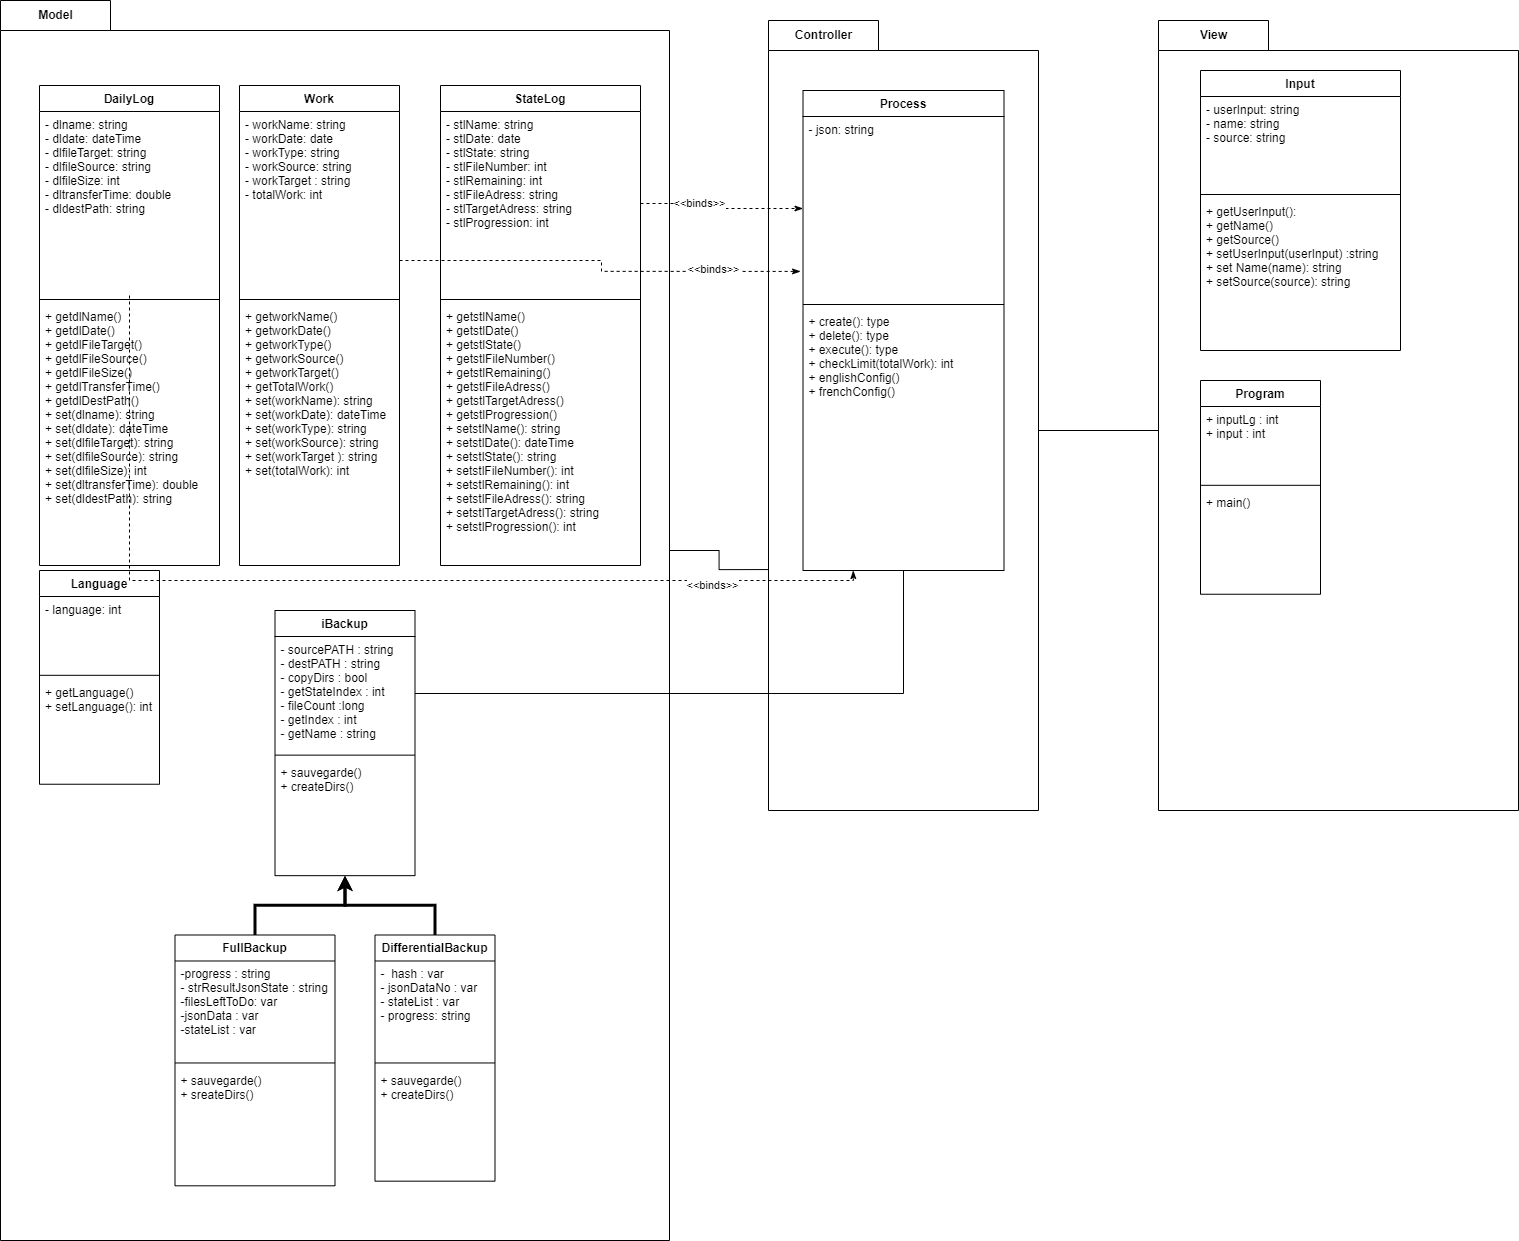 Model
DailyLog
- dlname: string
- dldate: dateTime
- dlfileTarget: string
- dlfileSource: string
- dlfileSize: int
- dltransferTime: double
- dldestPath: string
+ getdlName()
+ getdlDate()
+ getdlFileTarget()
+ getdlFileSource()
+ getdlFileSize()
+ getdlTransferTime()
+ getdlDestPath()
+ set(dlname): string
+ set(dldate): dateTime
+ set(dlfileTarget): string
+ set(dlfileSource): string
+ set(dlfileSize): int
+ set(dltransferTime): double
+ set(dldestPath): string
Work
- workName: string
- workDate: date
- workType: string
- workSource: string
- workTarget : string
- totalWork: int
+ getworkName()
+ getworkDate()
+ getworkType()
+ getworkSource()
+ getworkTarget()
+ getTotalWork()
+ set(workName): string
+ set(workDate): dateTime
+ set(workType): string
+ set(workSource): string
+ set(workTarget ): string
+ set(totalWork): int
StateLog
- stlName: string
- stlDate: date
- stlState: string
- stlFileNumber: int
- stlRemaining: int
- stlFileAdress: string
- stlTargetAdress: string
- stlProgression: int
+ getstlName()
+ getstlDate()
+ getstlState()
+ getstlFileNumber()
+ getstlRemaining()
+ getstlFileAdress()
+ getstlTargetAdress()
+ getstlProgression()
+ setstlName(): string
+ setstlDate(): dateTime
+ setstlState(): string
+ setstlFileNumber(): int
+ setstlRemaining(): int
+ setstlFileAdress(): string
+ setstlTargetAdress(): string
+ setstlProgression(): int
<<binds>>
<<binds>>
<<binds>>
Language
- language: int
+ getLanguage()
+ setLanguage(): int
iBackup
- sourcePATH : string
- destPATH : string
- copyDirs : bool
- getStateIndex : int
- fileCount :long
- getIndex : int
- getName : string
+ sauvegarde()
+ createDirs()
FullBackup
-progress : string
- strResultJsonState : string
-filesLeftToDo: var
-jsonData : var
-stateList : var
+ sauvegarde()
+ sreateDirs()
DifferentialBackup
- hash : var
- jsonDataNo : var
- stateList : var
- progress: string
+ sauvegarde()
+ createDirs()
Controller
Process
- json: string
+ create(): type
+ delete(): type
+ execute(): type
+ checkLimit(totalWork): int
+ englishConfig()
+ frenchConfig()
View
Input
- userInput: string
- name: string
- source: string
+ getUserInput():
+ getName()
+ getSource()
+ setUserInput(userInput) :string
+ set Name(name): string
+ setSource(source): string
Program
+ inputLg : int
+ input : int
+ main()